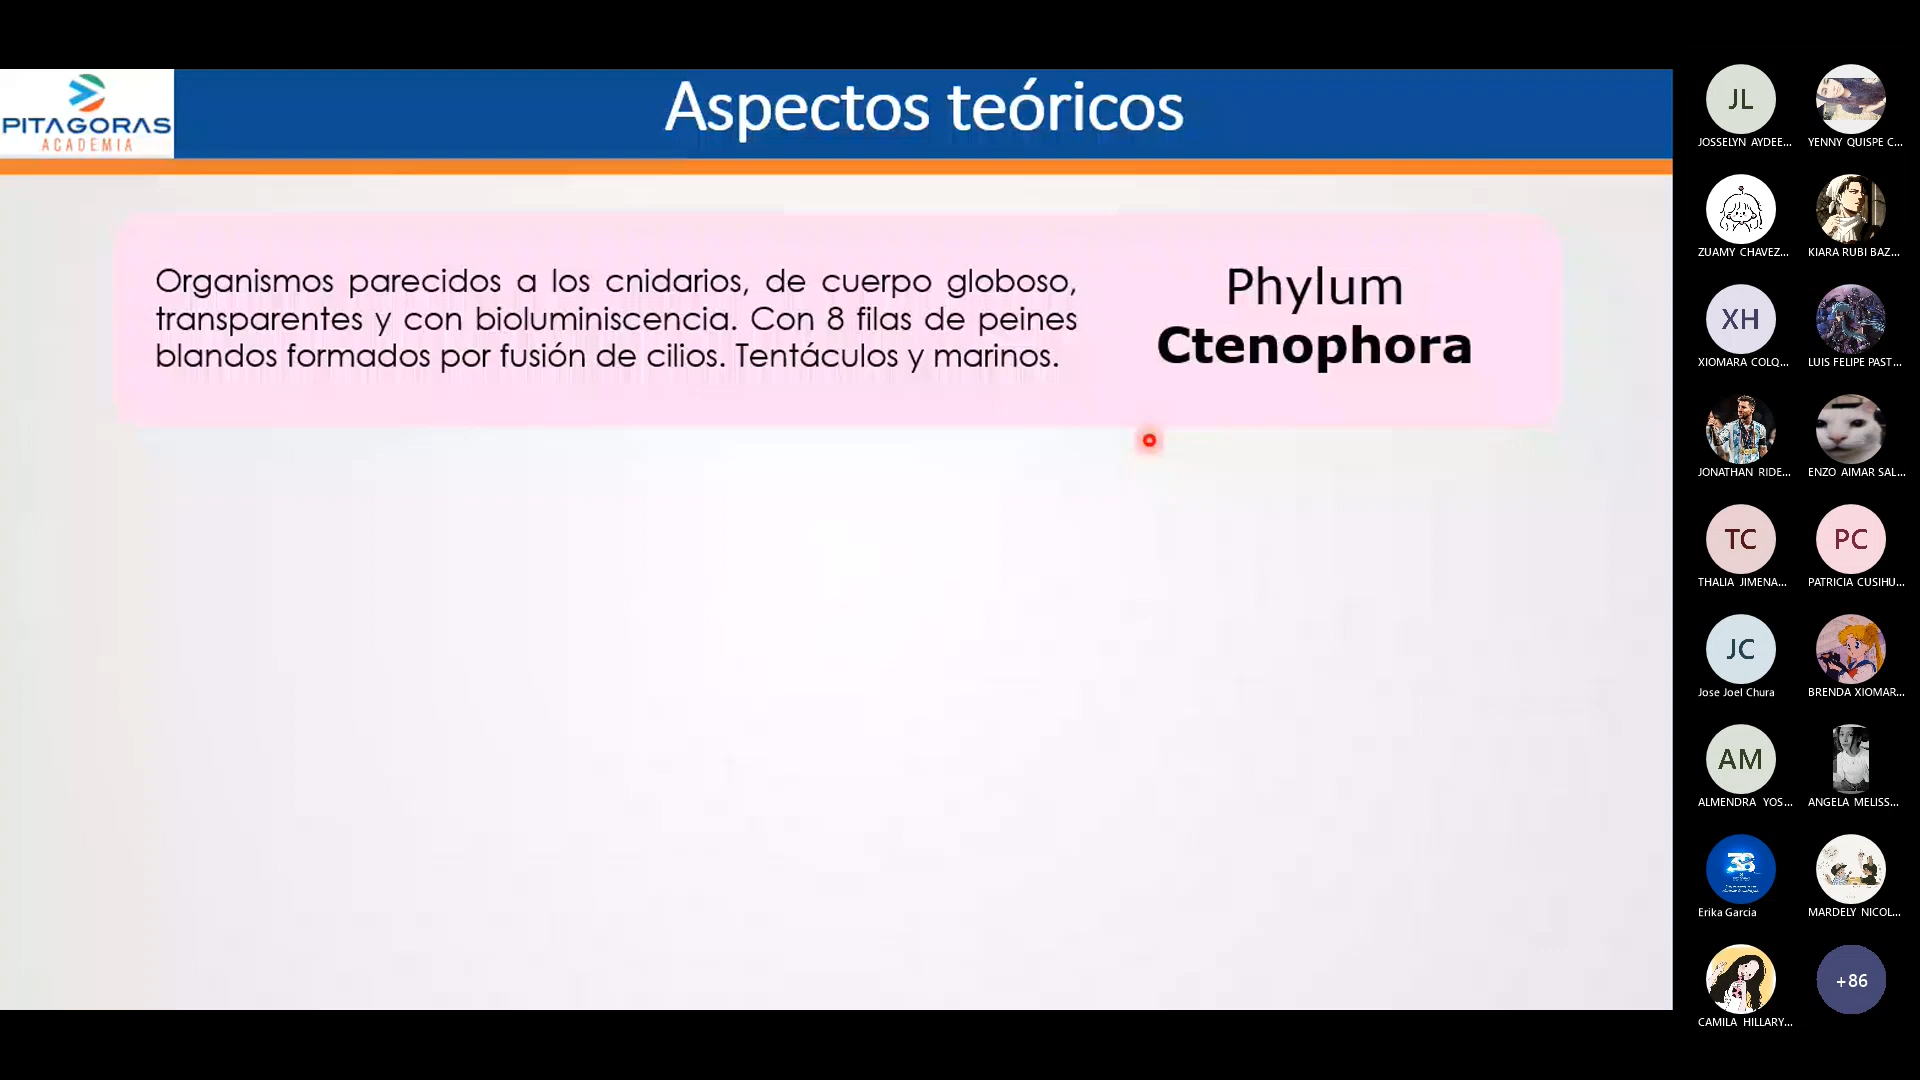 PITAGORAS
ACADEMIA
Aspectos teóricos
Organismos parecidos a los cnidarios, de cuerpo globoso,
transparentes y con bioluminiscencia. Con 8 filas de peines
blandos formados por fusión de cilios. Tentáculos y marinos.
Phylum
Ctenophora
JL
JOSSELYN AYDEE...
YENNY QUISPE C...
ZUAMY CHAVEZ...
KIARA RUBI BAZ...
XH
XIOMARA COLQ...
LUIS FELIPE PAST...
JONATHAN RIDE...
ENZO AIMAR SAL...
TC
THALIA JIMENA...
PC
PATRICIA CUSIHU...
JC
Jose Joel Chura
BRENDA XIOMAR...
AM
ALMENDRA YOS...
ANGELA MELISS...
Erika García
MARDELY NICOL...
CAMILA HILLARY...
+86